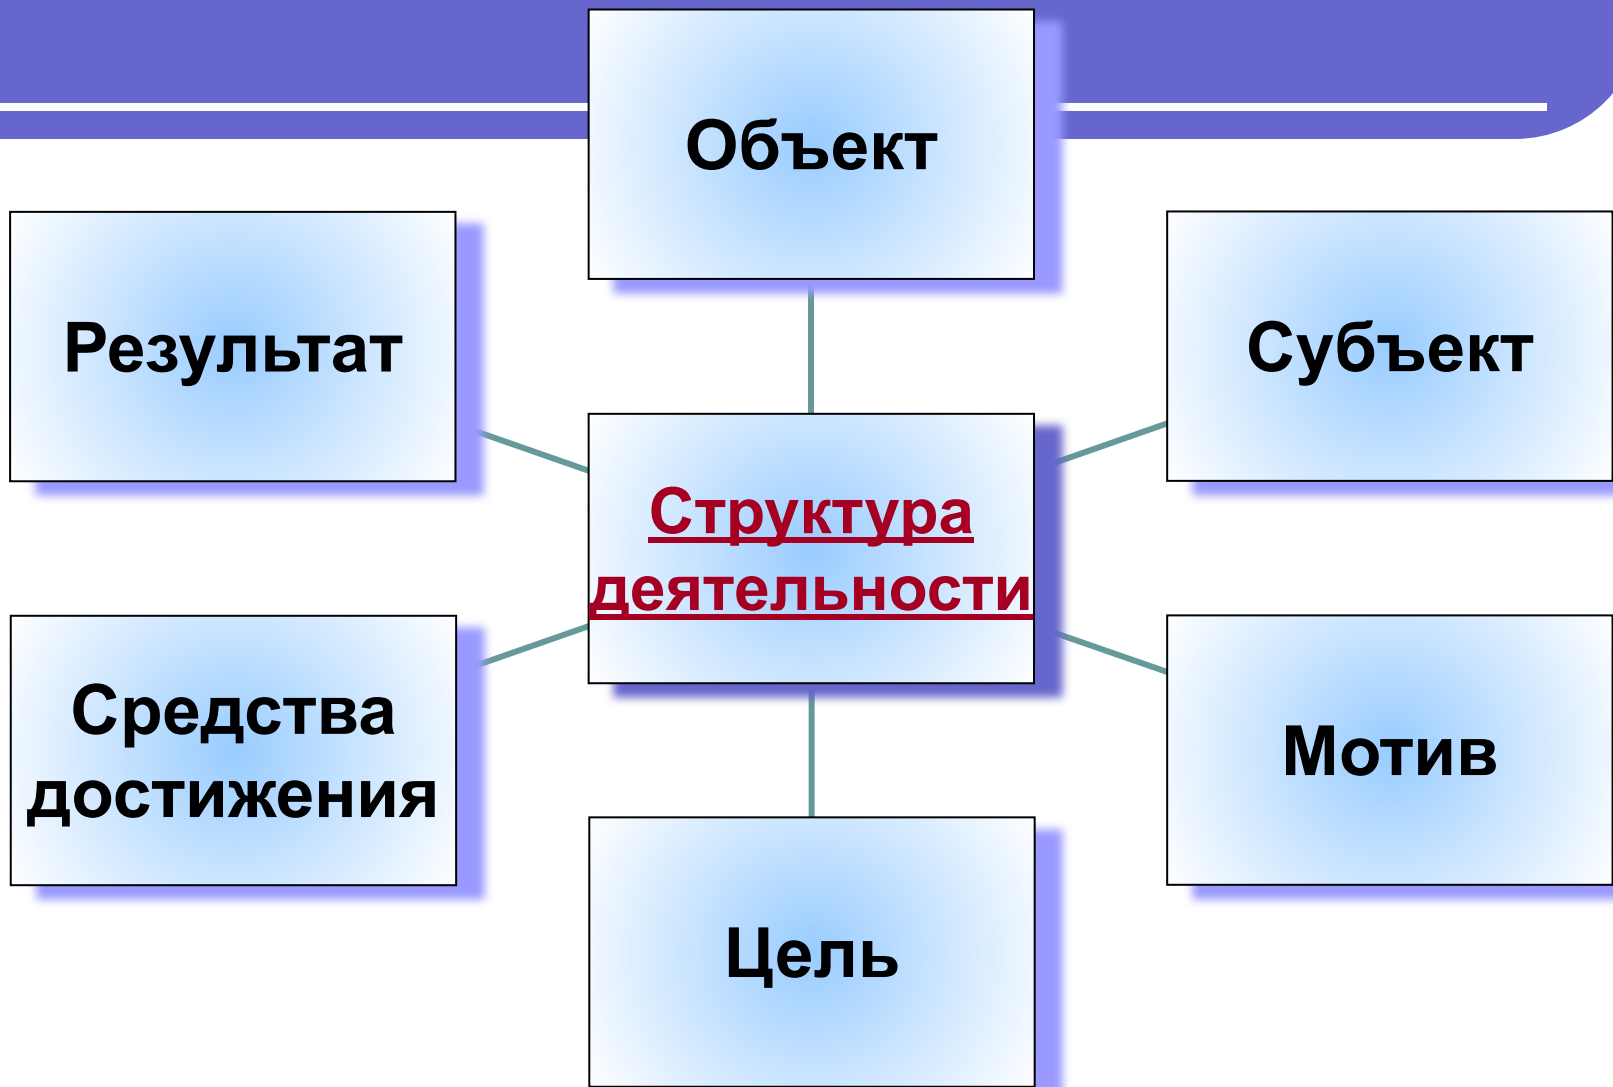 Объект
Результат
Субъект
Структура
деятельности
Средства
достижения
Мотив
Цель